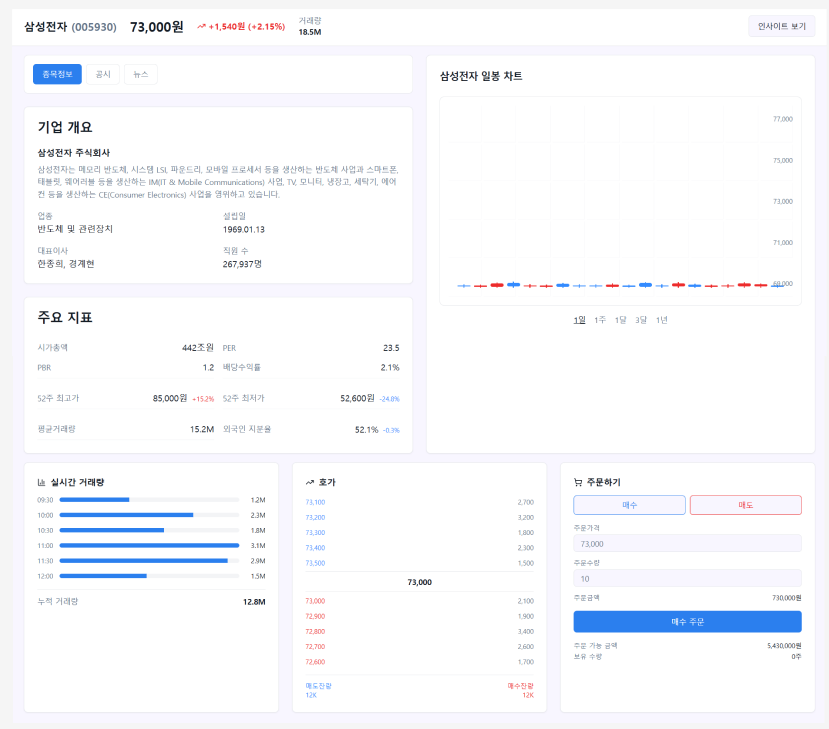 삼성전자 (005930) 73,000원 +1,540원 (+2.15%) 거래량 18.5M
인사이트 보기
종목정보 공시 뉴스
기업 개요
삼성전자 주식회사
삼성전자는 메모리 반도체, 시스템 LSI, 파운드리, 모바일 프로세서 등을 생산하는 반도체 사업과 스마트폰,
태블릿, 웨어러블 등을 생산하는 IM(IT & Mobile Communications) 사업, TV, 모니터, 냉장고, 세탁기, 에어
컨 등을 생산하는 CE(Consumer Electronics) 사업을 영위하고 있습니다.
업종 설립일
반도체 및 관련장치 1969.01.13
대표이사 직원 수
한종희, 경계현 267,937명
주요 지표
시가총액 442조원 PER 23.5
PBR 1.2 배당수익률 2.1%
52주 최고가 85,000원 +15.2% 52주 최저가 52,600원 -24.8%
평균거래량 15.2M 외국인 지분율 52.1% -0.3%
삼성전자 일봉 차트
77,000
75,000
73,000
71,000
69,000
1일 1주 1달 3달 1년
실시간 거래량
09:30 1.2M
10:00 2.3M
10:30 1.8M
11:00 3.1M
11:30 2.9M
12:00 1.5M
누적 거래량 12.8M
호가
73,100 2,700
73,200 3,200
73,300 1,800
73,400 2,300
73,500 1,500
73,000
73,000 2,100
72,900 1,900
72,800 3,400
72,700 2,600
72,600 1,700
매도잔량 매수잔량
12K 12K
주문하기
매수 매도
주문가격
73,000
주문수량
10
주문금액 730,000원
매수 주문
주문 가능 금액 5,430,000원
보유 수량 0주